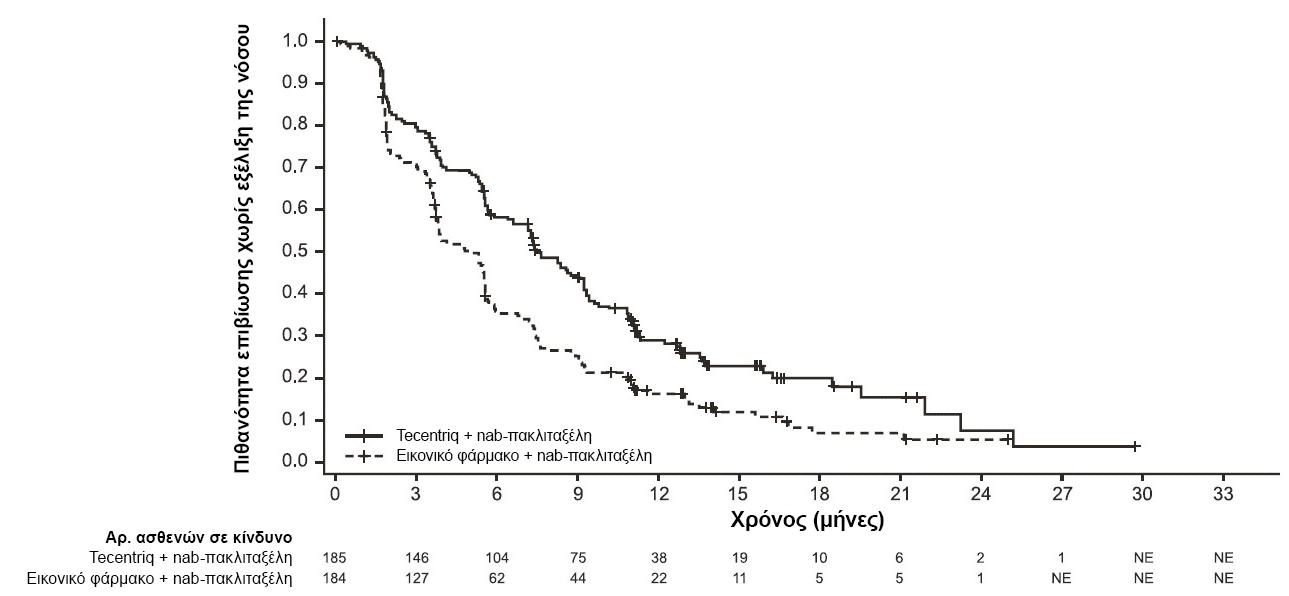 Πιθανότητα επιβίωσης χωρίς εξέλιξη της νόσου
1.0
0.9
0.8
0.7
0.6
0.5
0.4
0.3
0.2
0.1
0.0
Tecentriq + nab-πακλιταξέλη
Εικονικό φάρμακο + nab-πακλιταξέλη
0 3 6 9 12 15 18 21 24 27 30 33
Χρόνος (μήνες)
Αρ. ασθενών σε κίνδυνο
Tecentriq + nab-πακλιταξέλη 185 146 104 75 38 19 10 6 2 1 NE NE
Εικονικό φάρμακο + nab-πακλιταξέλη 184 127 62 44 22 11 5 5 1 NE NE NE